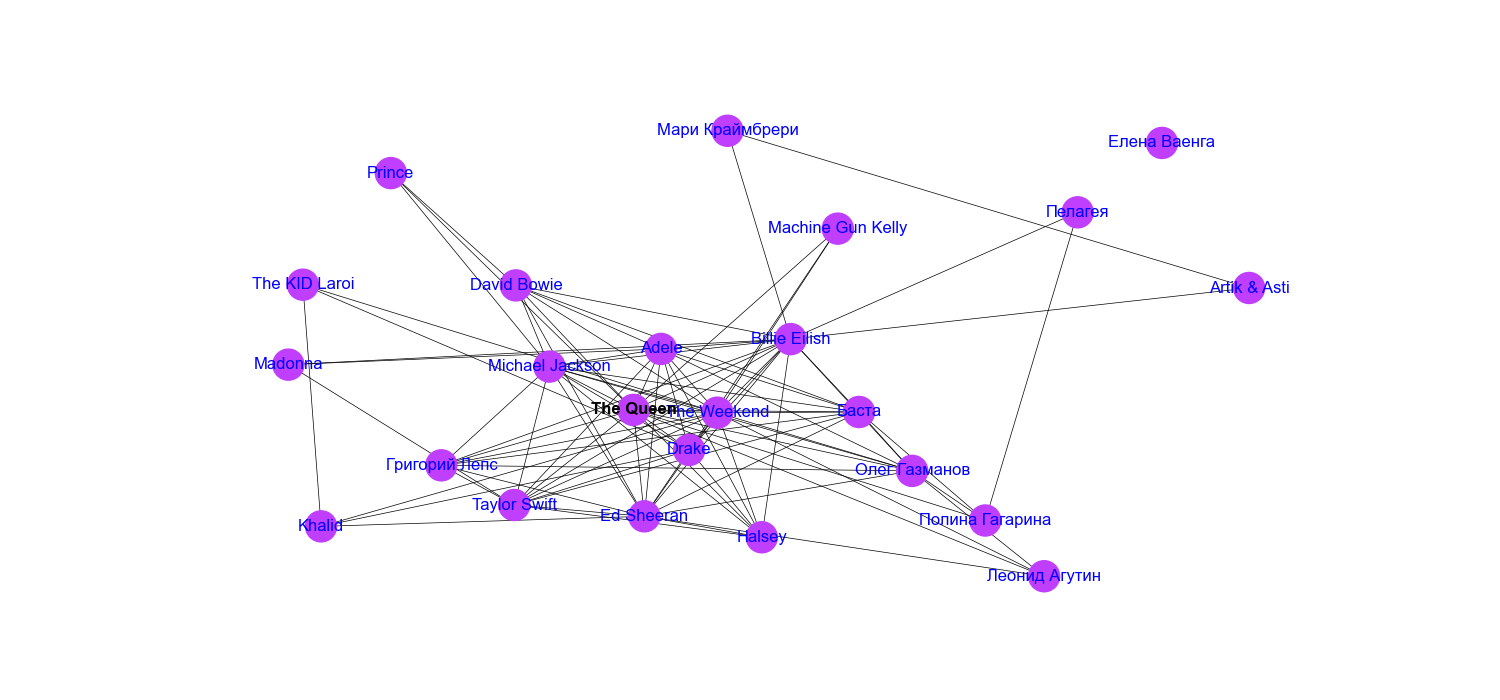 Мари Краймбрери
Елена Ваенга
Prince
Пелагея
Machine Gun Kelly
The KID Laroi
David Bowie
Artik & Asti
Billie Eilish
Adele
Madonna
Michael Jackson
The Queen
The Weekend
Баста
Drake
Григорий Лепс
Олег Газманов
Taylor Swift
Ed Sheeran
Полина Гагарина
Khalid
Halsey
Леонид Агутин